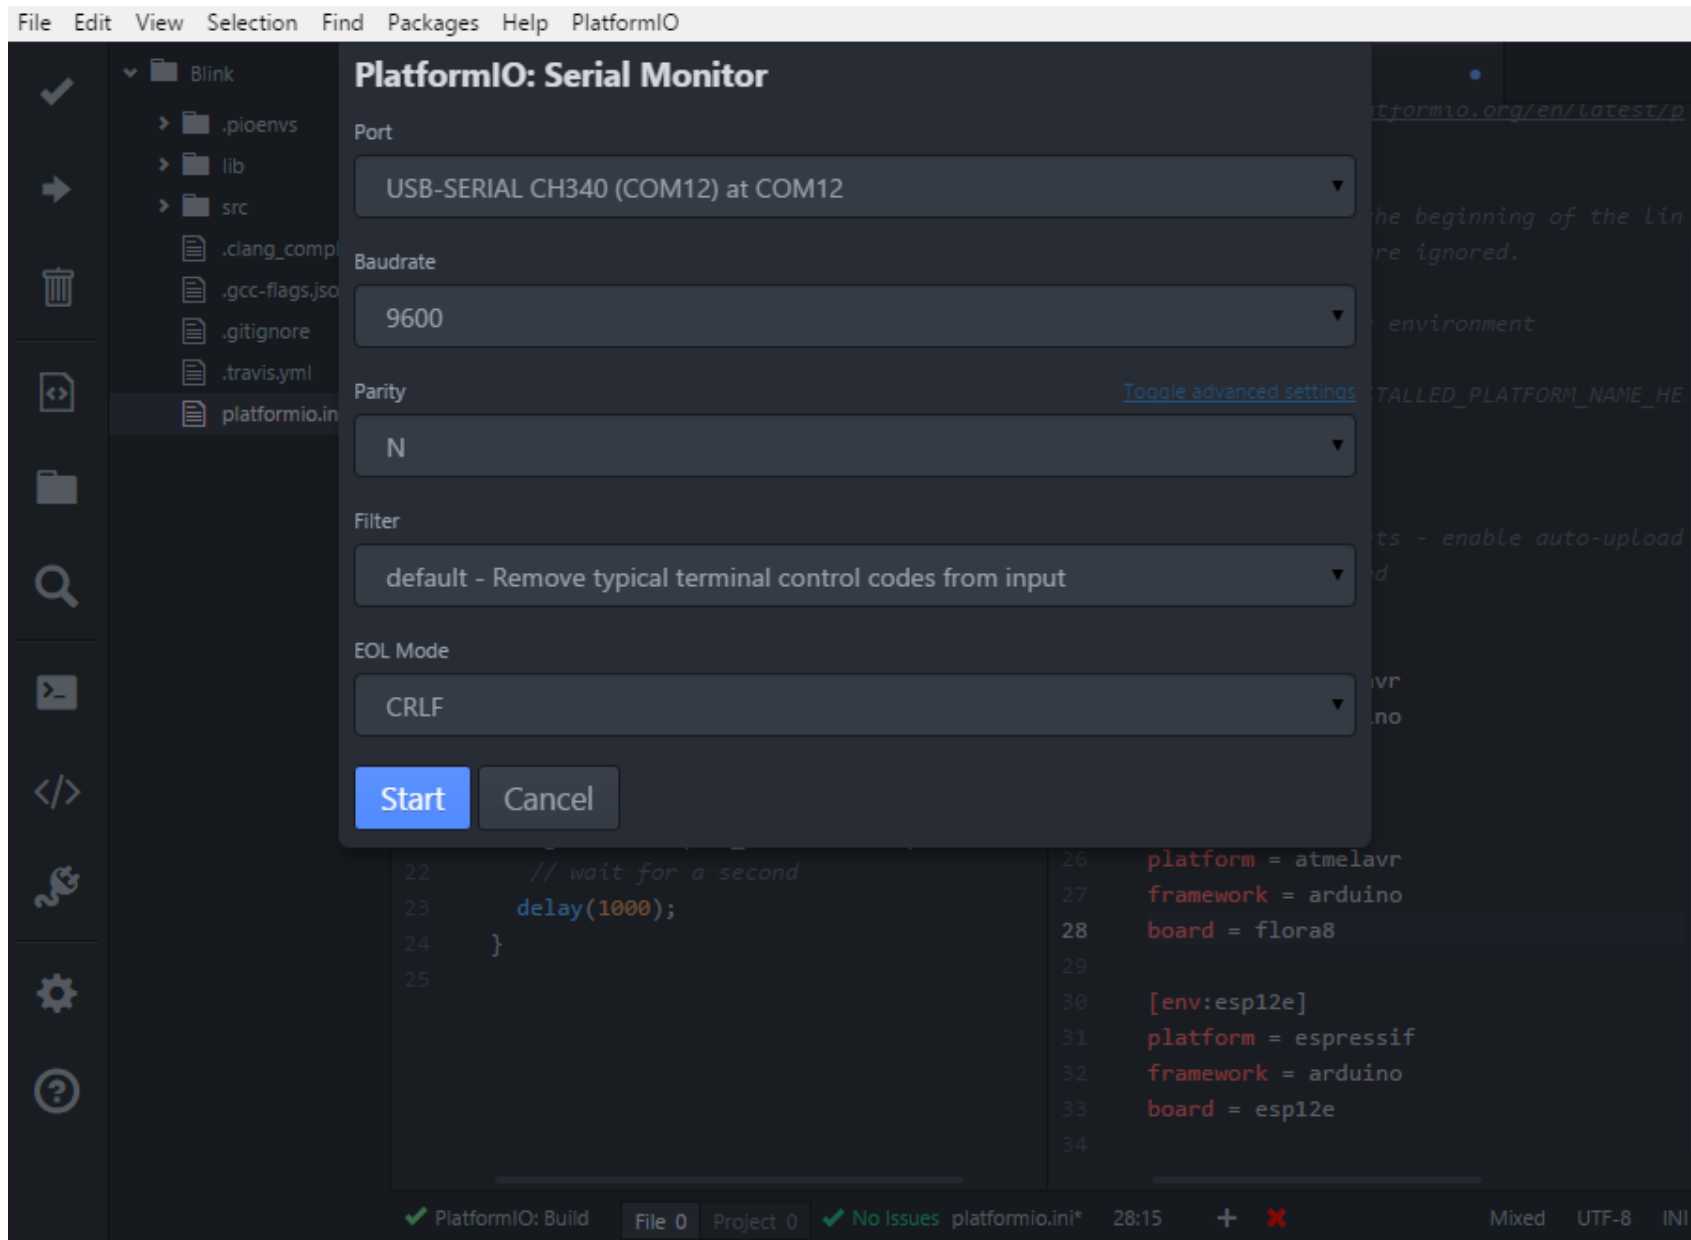 File Edit View Selection Find Packages Help PlatformIO
Blink
.pioenvs
lib
src
.clang_compl
.gcc-flags.jso
.gitignore
.travis.yml
platformio.in
PlatformIO: Serial Monitor
Port
USB-SERIAL CH340 (COM12) at COM12
Baudrate
9600
Parity
Toggle advanced settings
N
Filter
default - Remove typical terminal control codes from input
EOL Mode
CRLF
Start Cancel
22 // wait for a second
23 delay(1000);
24 }
25
tformio.org/en/latest/p
he beginning of the lin
re ignored.
environment
TALLED_PLATFORM_NAME_HE
ts - enable auto-upload
d
vr
no
26 platform = atmelavr
27 framework = arduino
28 board = flora8
29
30 [env:esp12e]
31 platform = espressif
32 framework = arduino
33 board = esp12e
34
PlatformIO: Build File 0 Project 0 No Issues platformio.ini* 28:15 + Mixed UTF-8 INI